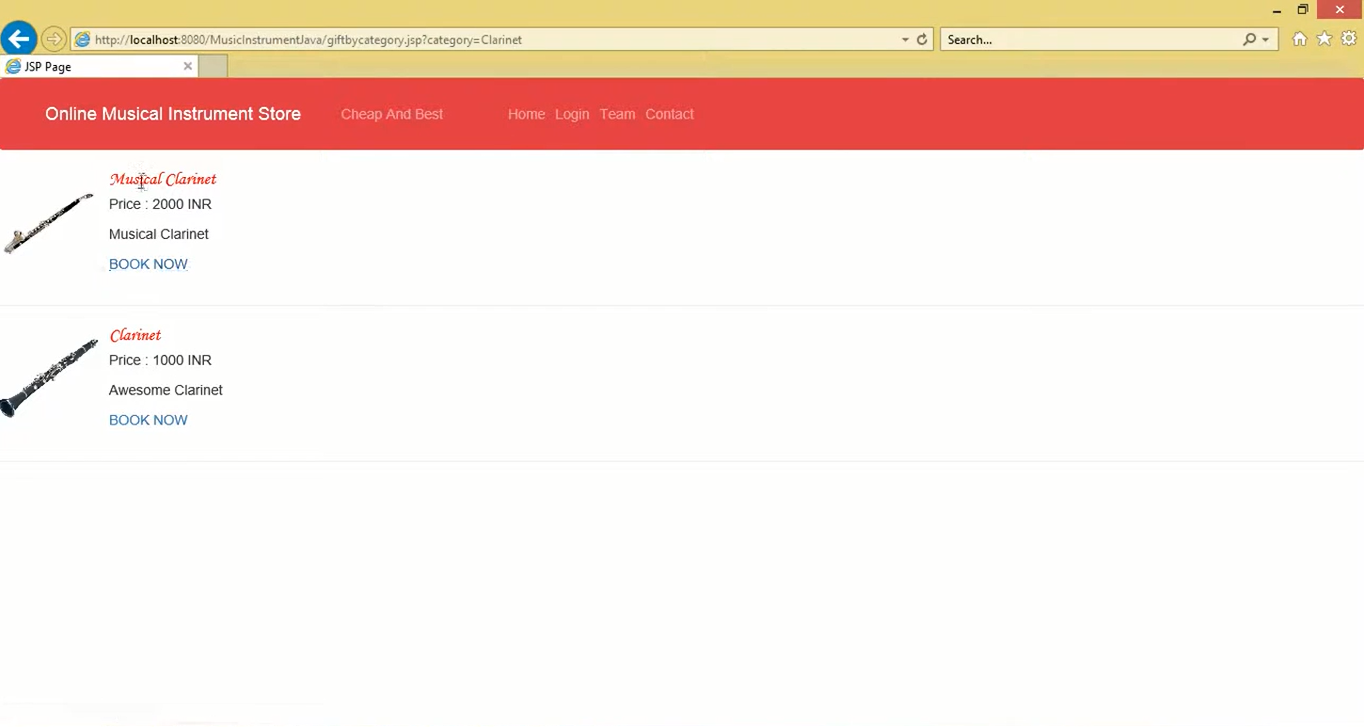 http://localhost:8080/MusicInstrumentJava/giftbycategory.jsp?category=Clarinet
Search...
JSP Page
Online Musical Instrument Store
Cheap And Best
Home Login Team Contact
Musical Clarinet
Price : 2000 INR
Musical Clarinet
BOOK NOW
Clarinet
Price : 1000 INR
Awesome Clarinet
BOOK NOW